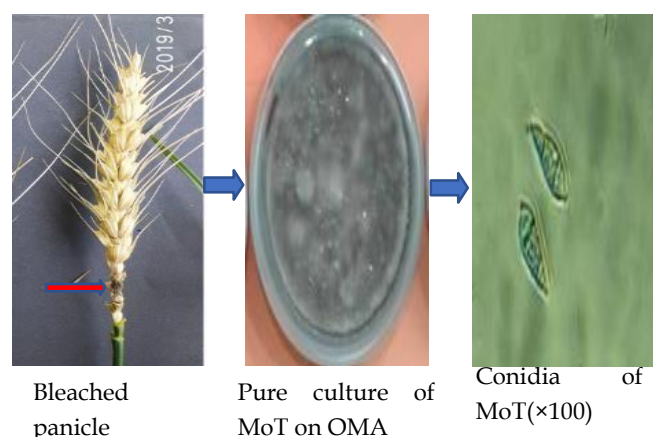 2019/3
Bleached
panicle
Pure culture of
MoT on OMA
Conidia of
MoT(×100)